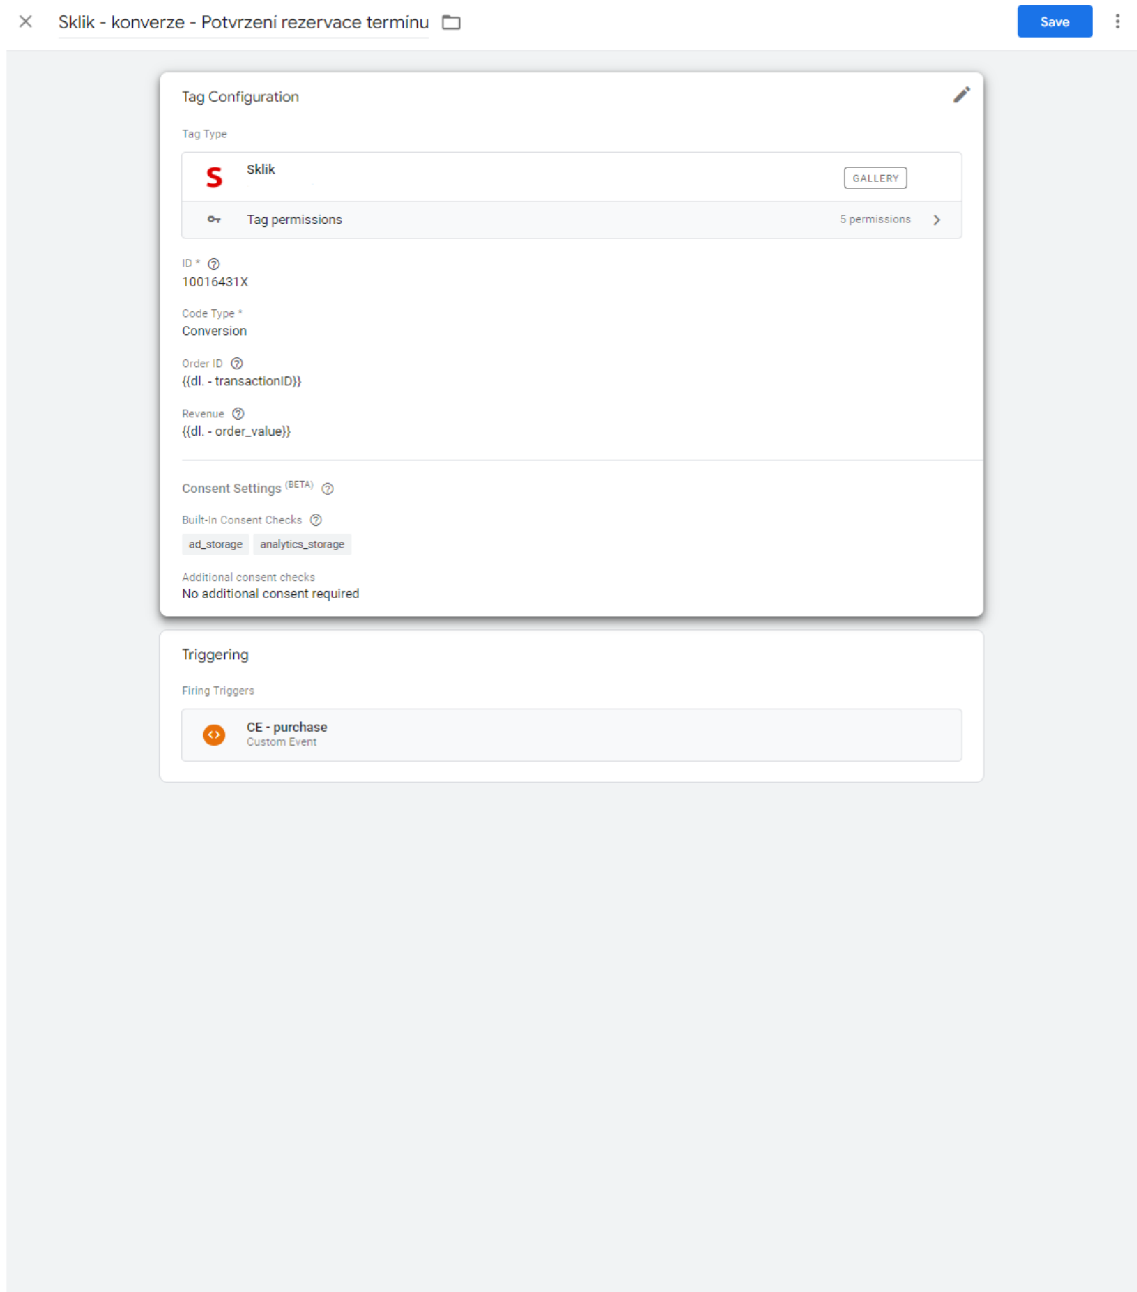 Sklik - konverze - Potvrzení rezervace termínu
Save
Tag Configuration
Tag Type
S
Sklik
GALLERY
Tag permissions
5 permissions
ID *
10016431X
Code Type *
Conversion
Order ID
{{dl. - transactionID}}
Revenue
{{dl. - order_value}}
Consent Settings (BETA)
Built-In Consent Checks
ad_storage analytics_storage
Additional consent checks
No additional consent required
Triggering
Firing Triggers
CE - purchase
Custom Event